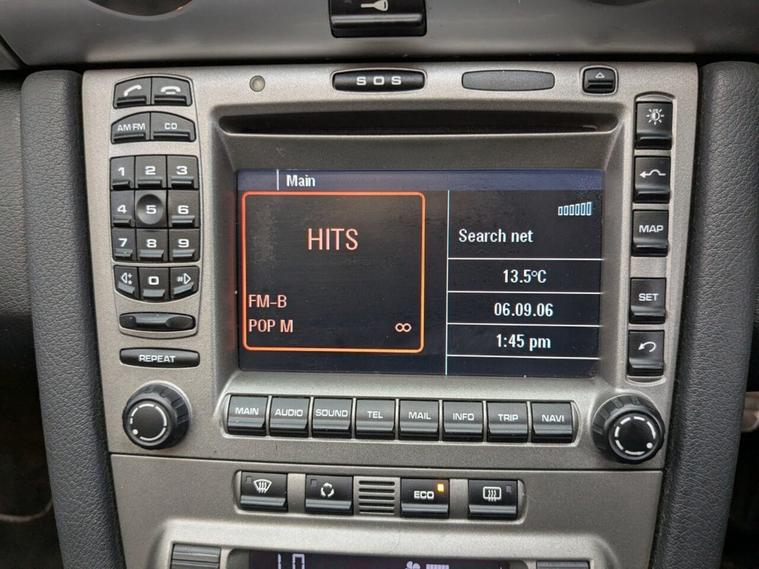 SOS
AM FM
CD
1
2
3
4
5
6
7
8
9
0
#
REPEAT
Main
HITS
FM-B
POP M
∞
Search net
13.5°C
06.09.06
1:45 pm
MAP
SET
MAIN
AUDIO
SOUND
TEL
MAIL
INFO
TRIP
NAVI
ECO